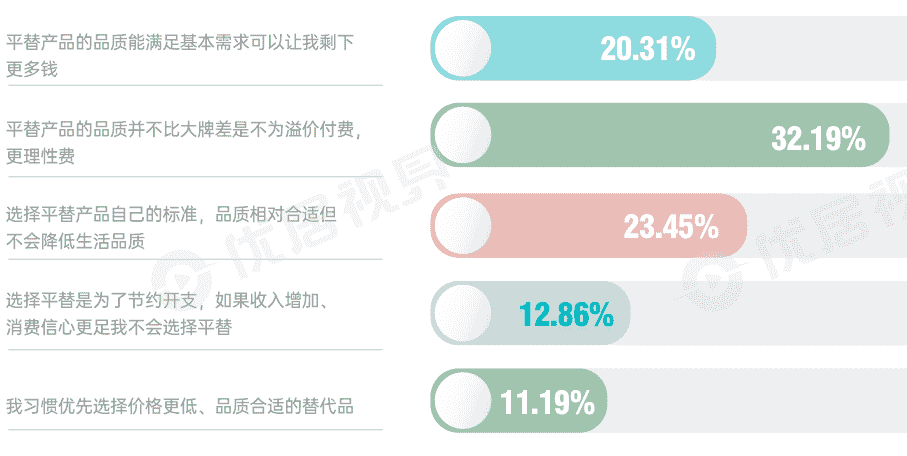 平替产品的品质能满足基本需求可以让我剩下
更多钱
20.31%
平替产品的品质并不比大牌差是不为溢价付费，
更理性费
32.19%
选择平替产品自己的标准，品质相对合适但
不会降低生活品质
23.45%
选择平替是为了节约开支，如果收入增加、
消费信心更足我不会选择平替
12.86%
我习惯优先选择价格更低、品质合适的替代品
11.19%
优居视界
优居视